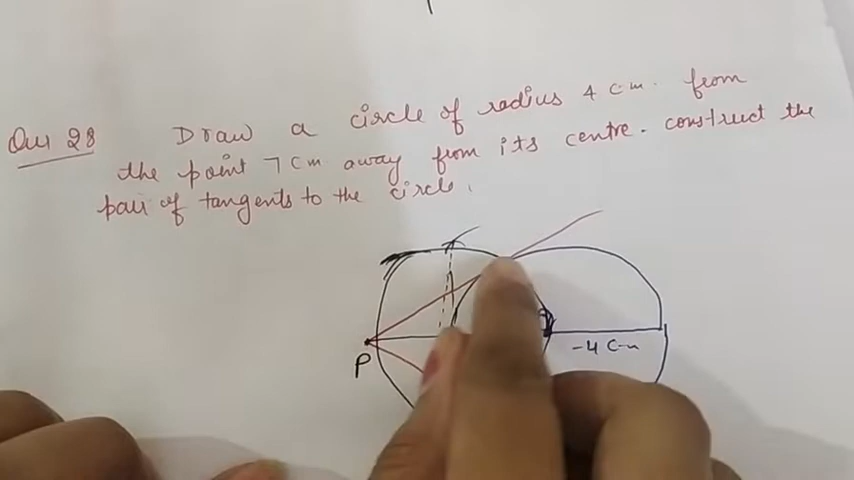 Que 28 Draw a circle of radius 4 cm. from
the point 7 cm away from its centre. construct the
pair of tangents to the circle.
P
-4 cm